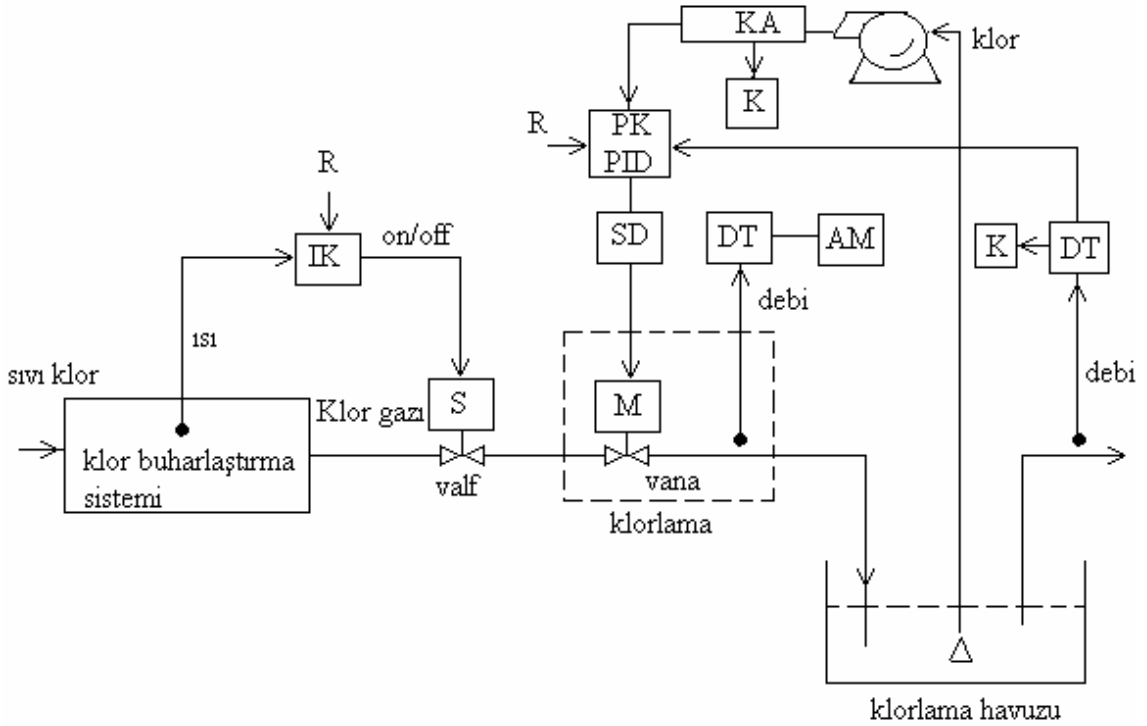 KA
klor
K
R
PK
PID
R
IK
on/off
SD
DT
AM
K
DT
ısı
debi
debi
sıvı klor
Klor gazı
S
M
klor buharlaştırma
sistemi
valf
vana
klorlama
klorlama havuzu